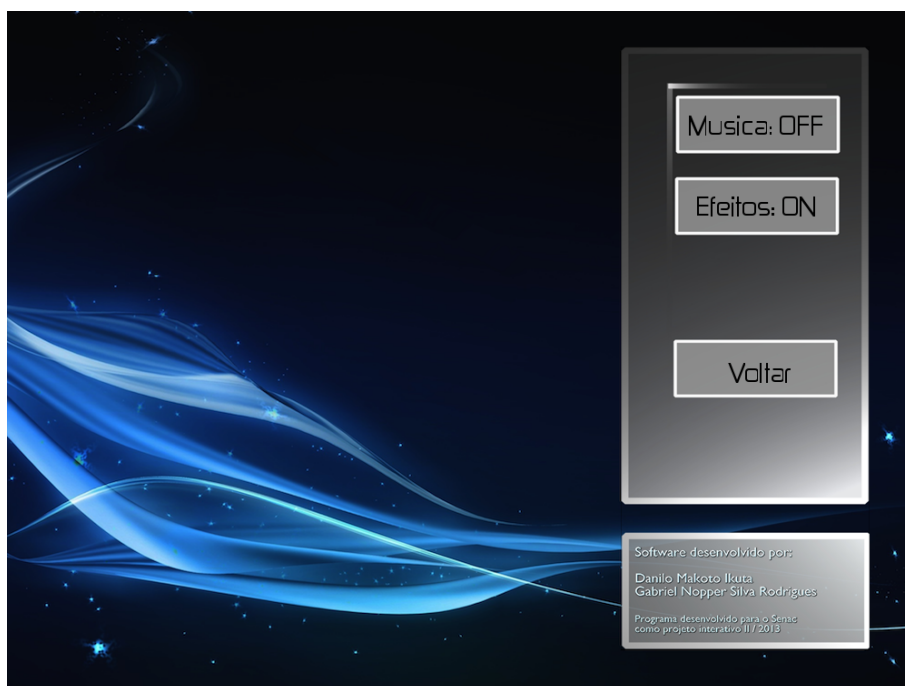 Musica: OFF
Efeitos: ON
Voltar
Software desenvolvido por:
Danilo Makoto Ikuta
Gabriel Nopper Silva Rodrigues
Programa desenvolvido para o Senac
como projeto interativo II / 2013